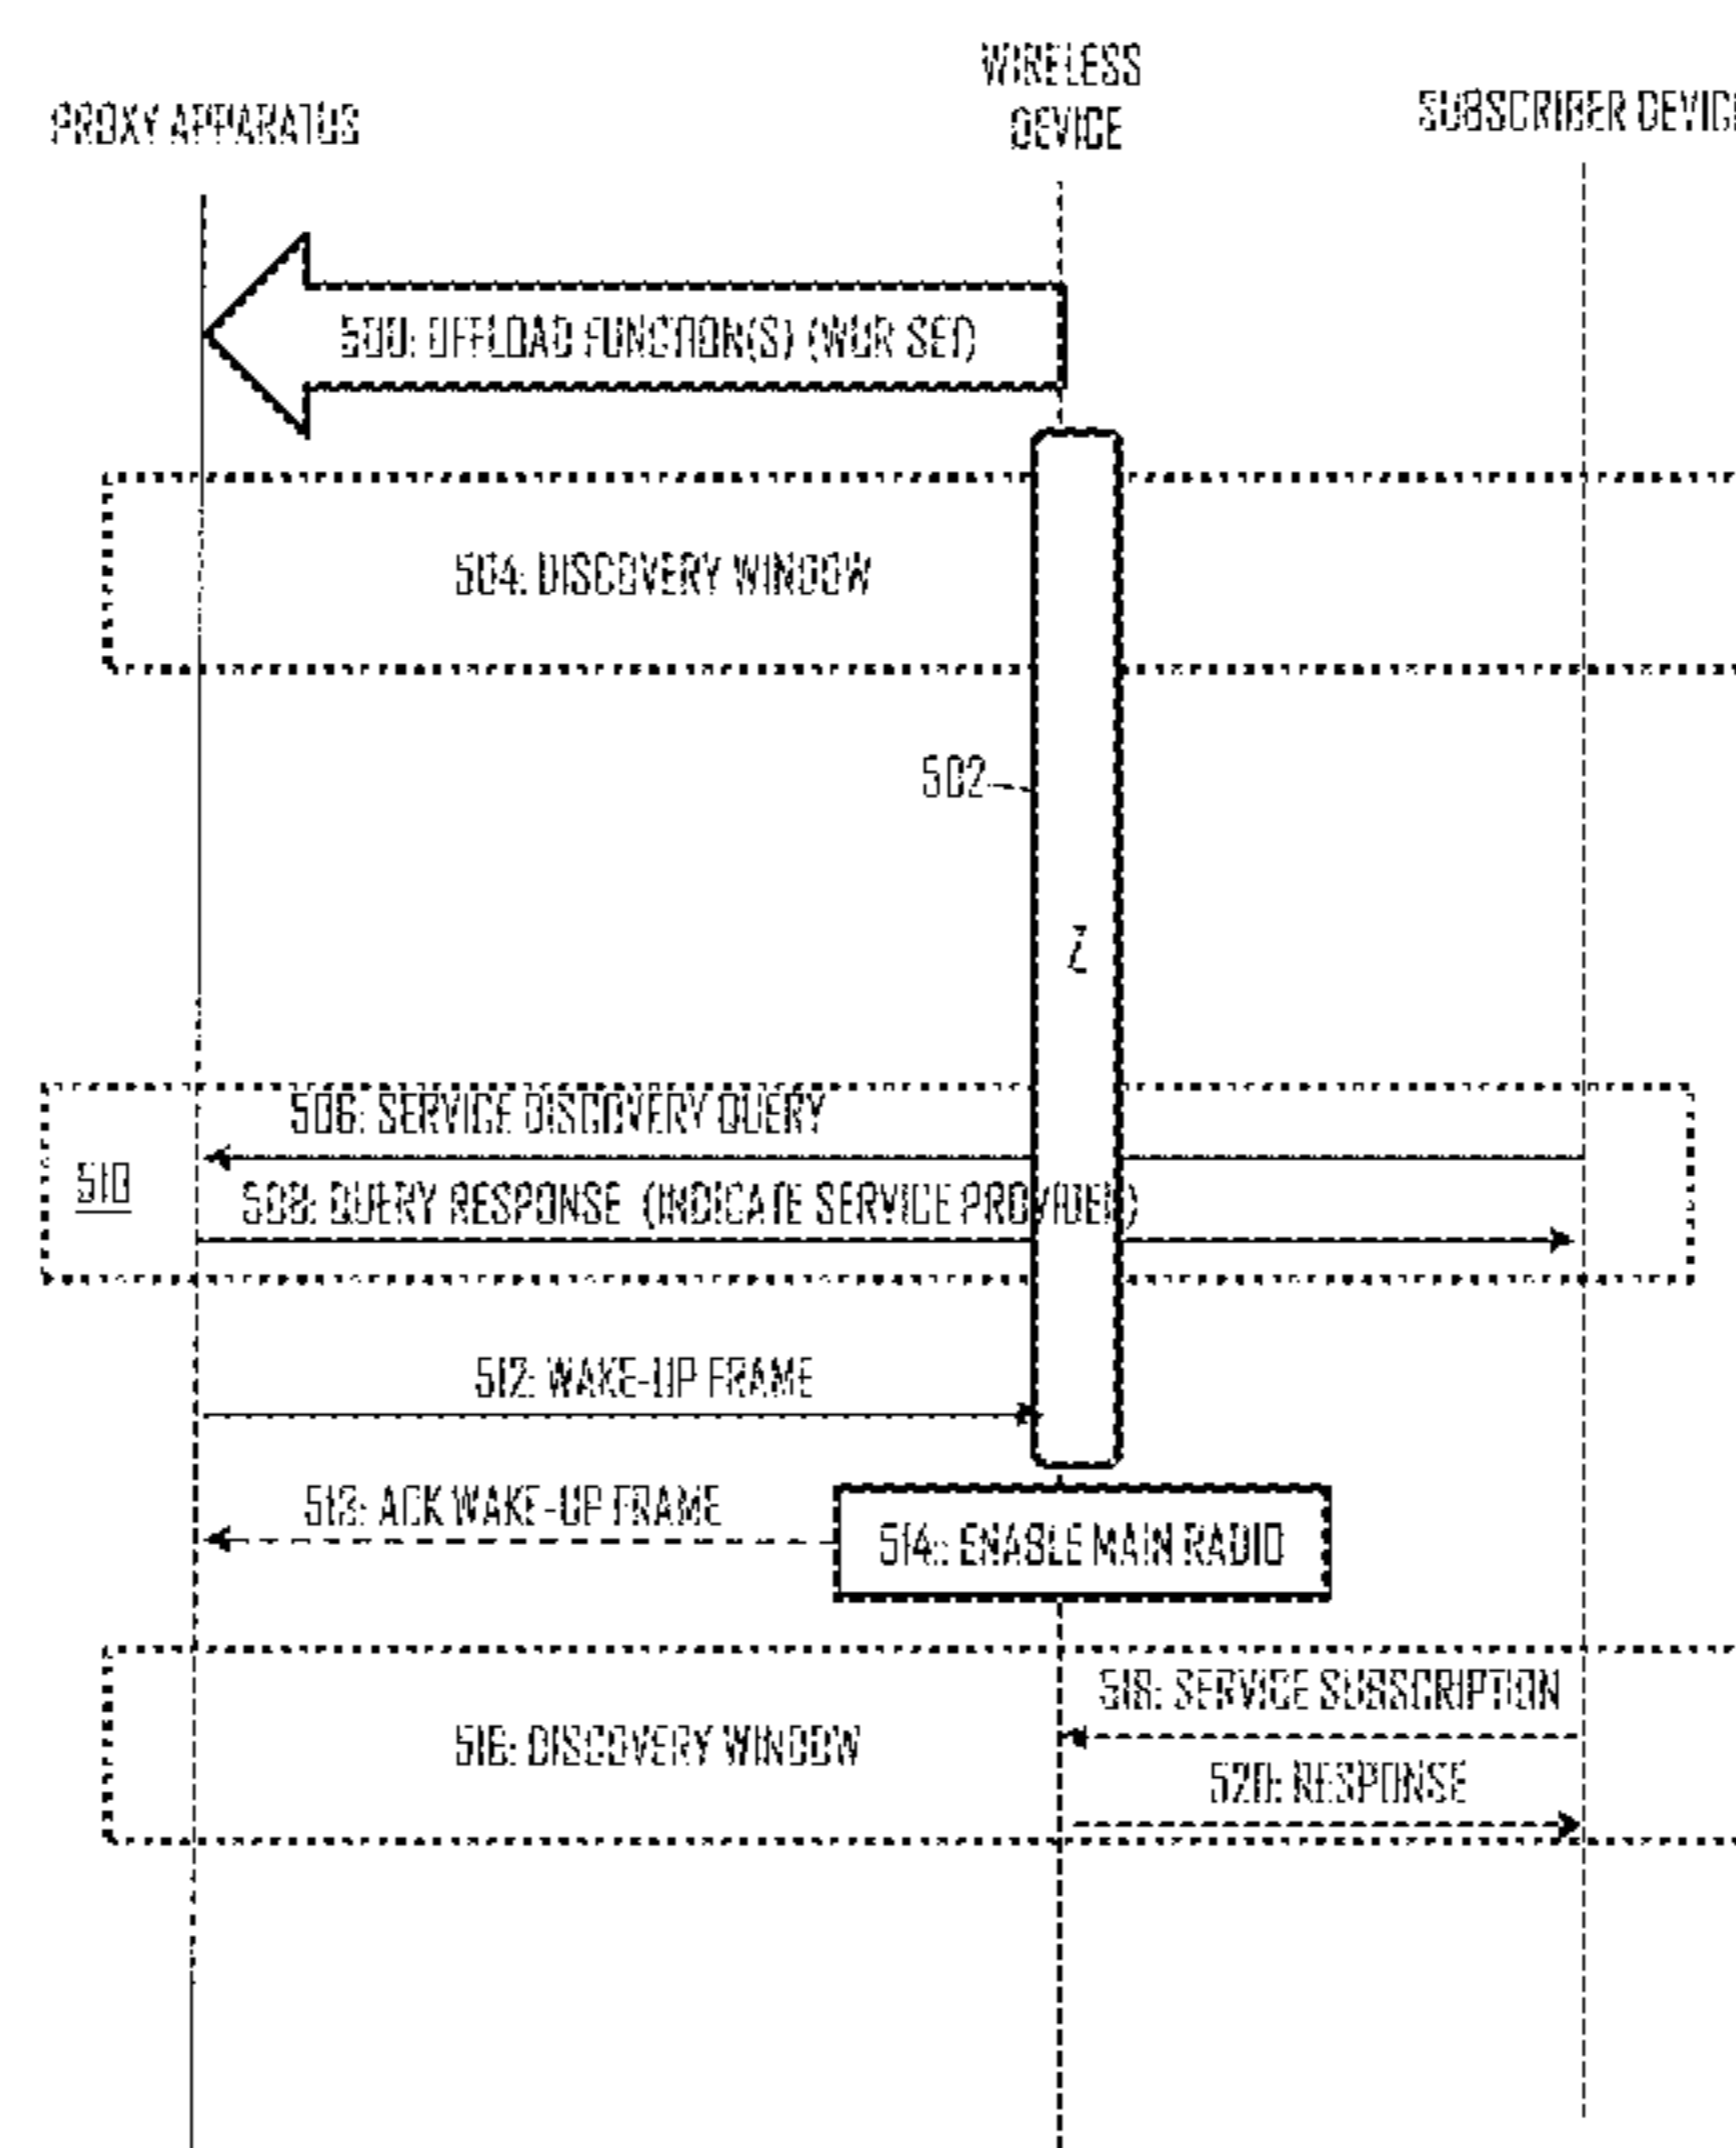 WIRELESS
DEVICE
PROXY APPARATUS
SUBSCRIBER DEVIC
500: OFFLOAD FUNCTION(S) (WUR SET)
504: DISCOVERY WINDOW
502
Z
506: SERVICE DISCOVERY QUERY
510
508: QUERY RESPONSE (INDICATE SERVICE PROVIDER)
512: WAKE-UP FRAME
513: ACK WAKE-UP FRAME
514: ENABLE MAIN RADIO
518: SERVICE SUBSCRIPTION
516: DISCOVERY WINDOW
520: RESPONSE